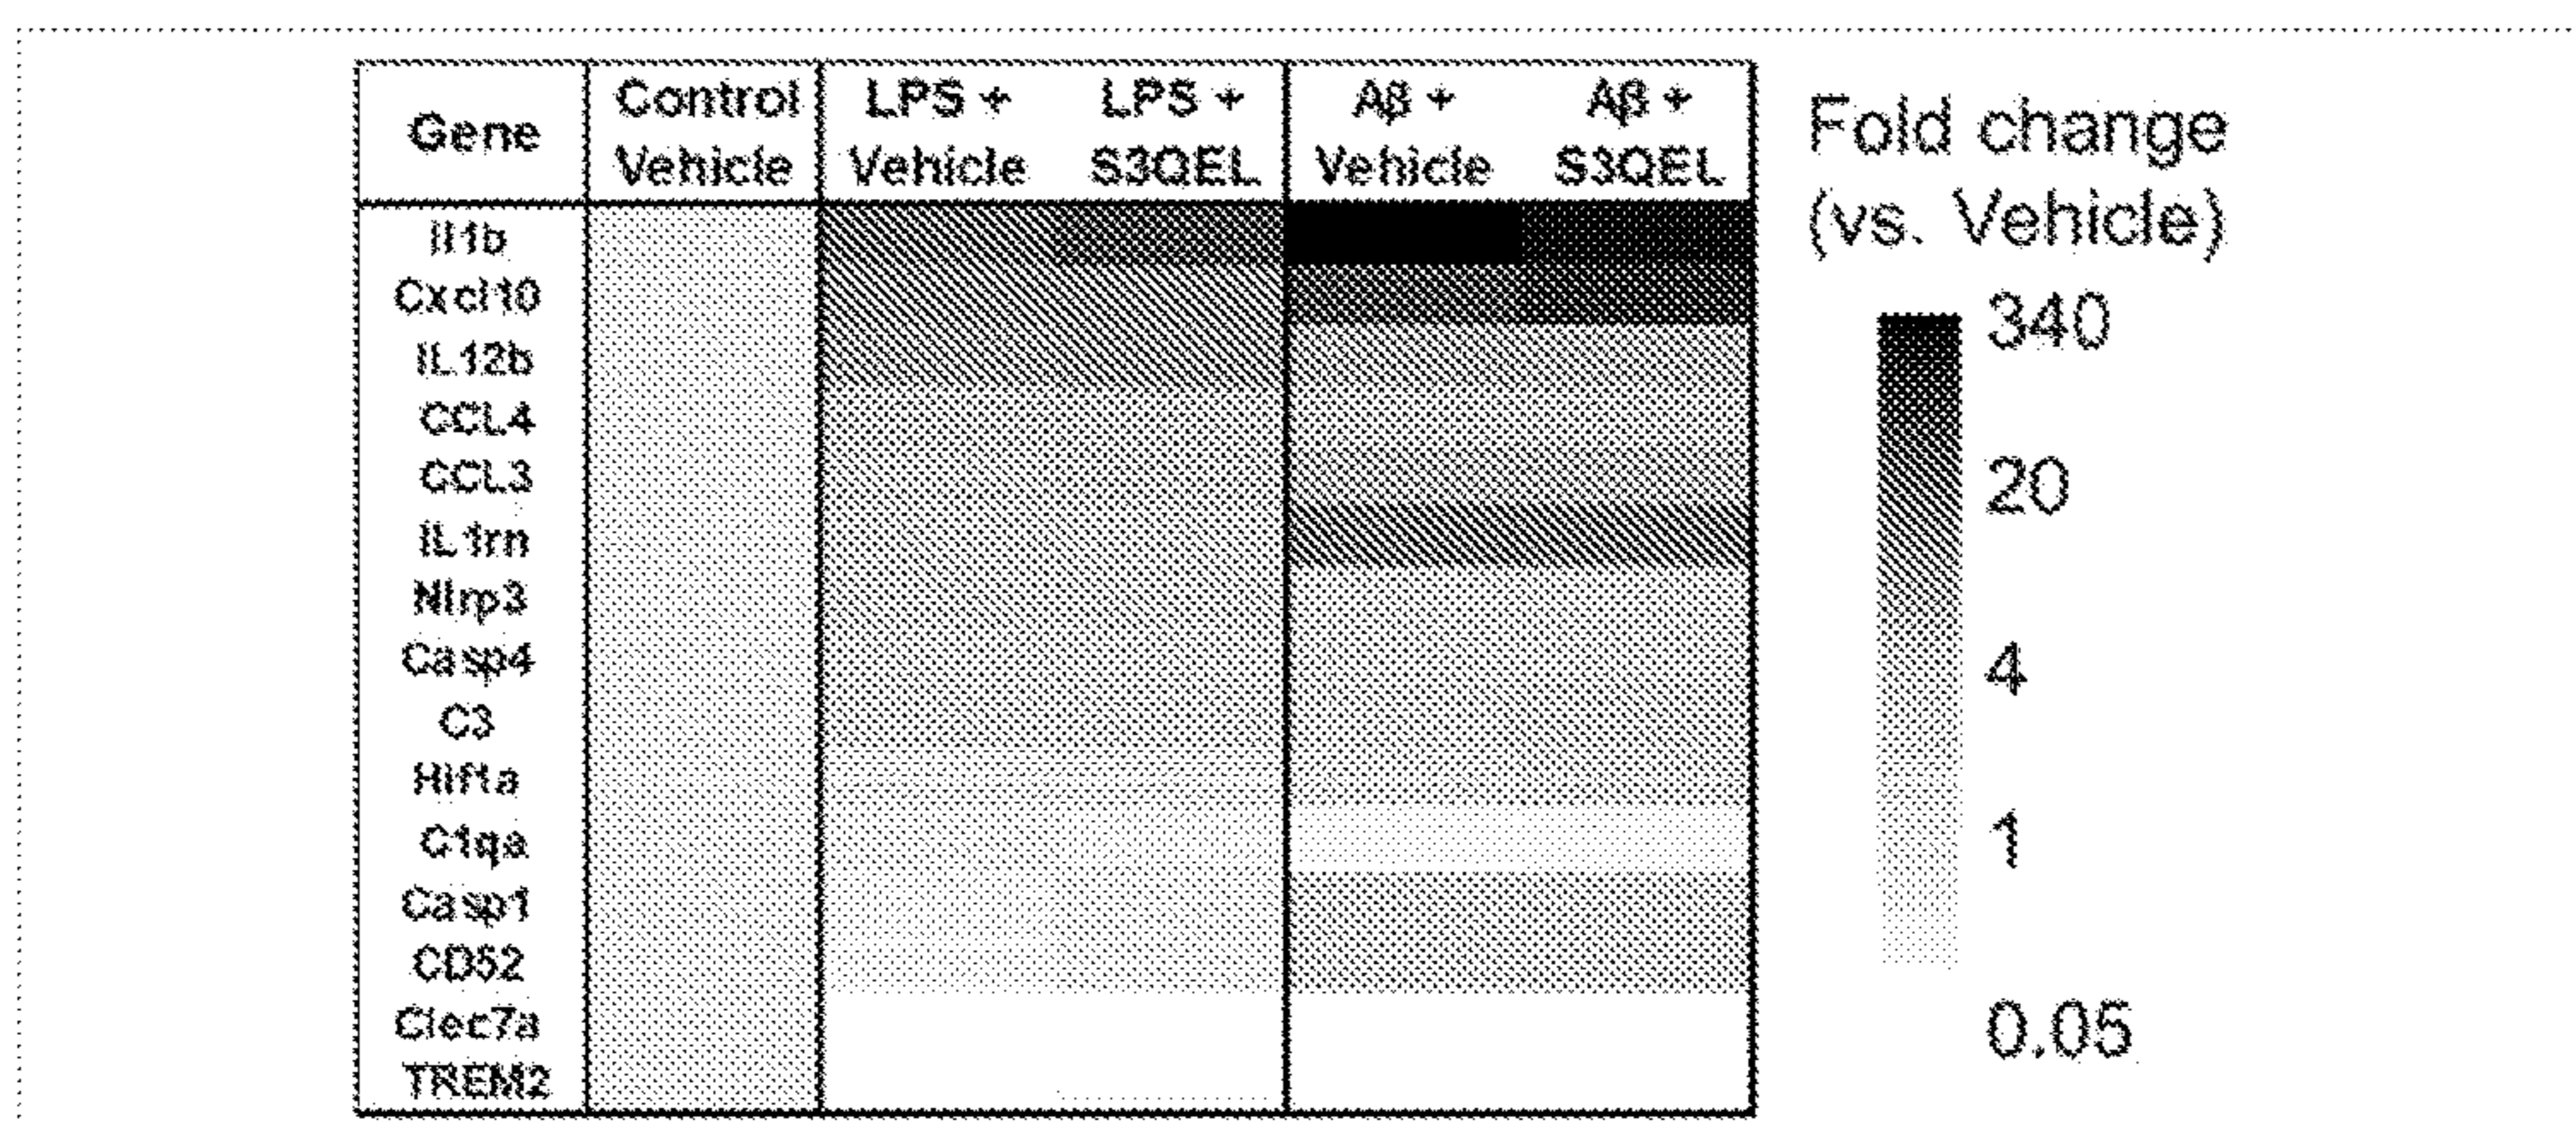 Gene
Control Vehicle
LPS + Vehicle
LPS + S3QEL
Aβ + Vehicle
Aβ + S3QEL
Il1b
Cxcl10
IL12b
CCL4
CCL3
IL1rn
Nlrp3
Casp4
C3
Hif1a
C1qa
Casp1
CD52
Clec7a
TREM2
Fold change
(vs. Vehicle)
340
20
4
1
0.05